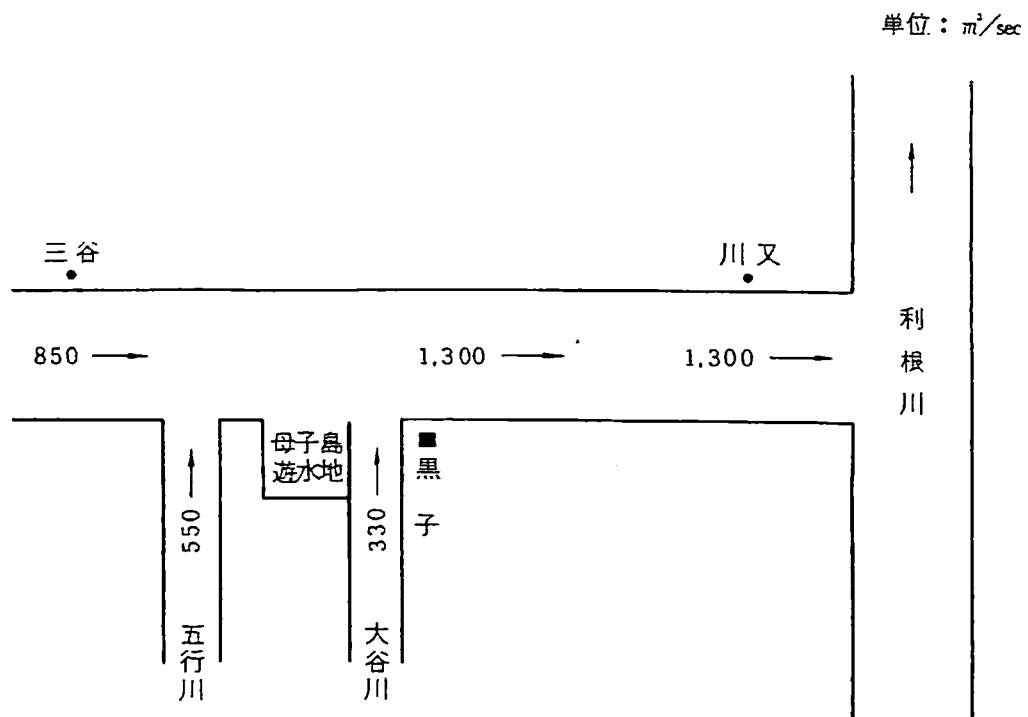 単位：m³/sec
三谷
川又
850
1,300
1,300
利根川
母子島
遊水地
黒子
550
330
五行川
大谷川